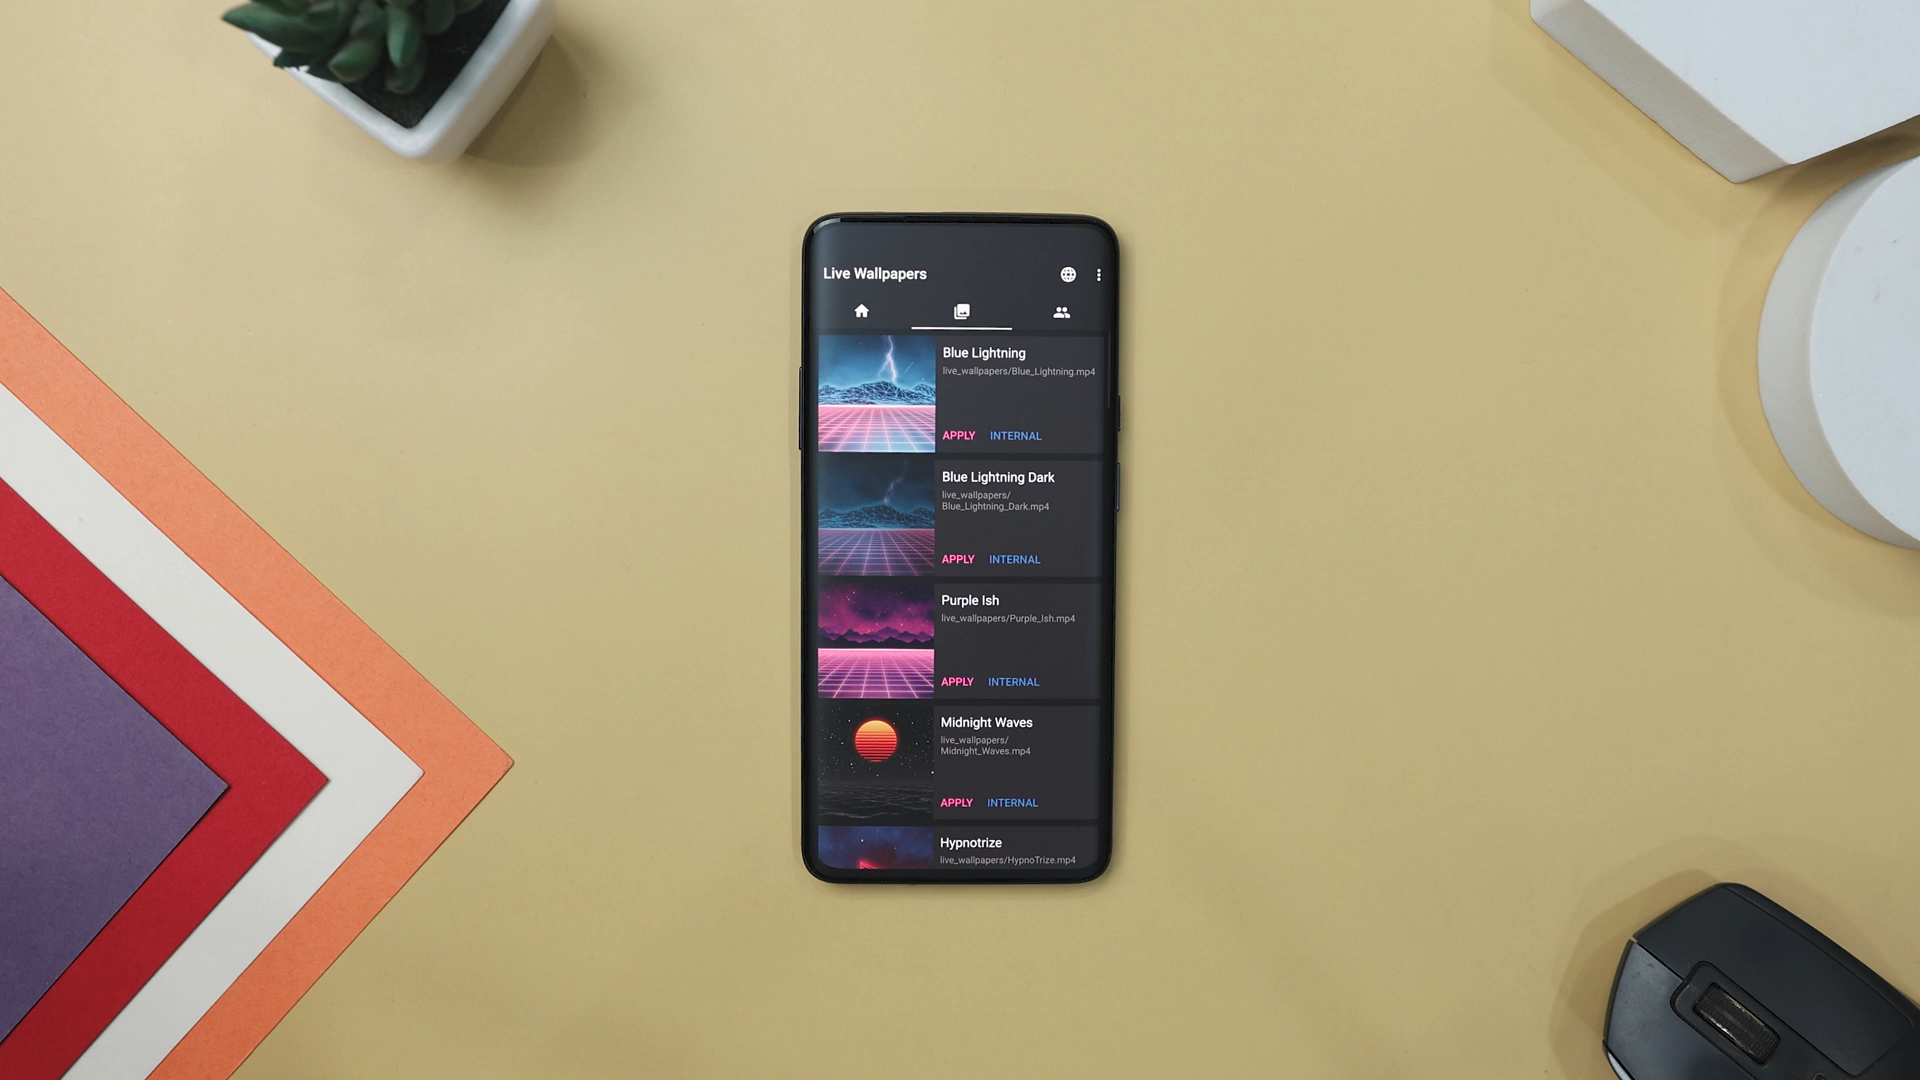 Live Wallpapers
Blue Lightning
live_wallpapers/Blue_Lightning.mp4
APPLY INTERNAL
Blue Lightning Dark
live_wallpapers/
Blue_Lightning_Dark.mp4
APPLY INTERNAL
Purple Ish
live_wallpapers/Purple_Ish.mp4
APPLY INTERNAL
Midnight Waves
live_wallpapers/
Midnight_Waves.mp4
APPLY INTERNAL
Hypnotrize
live_wallpapers/HypnoTrize.mp4